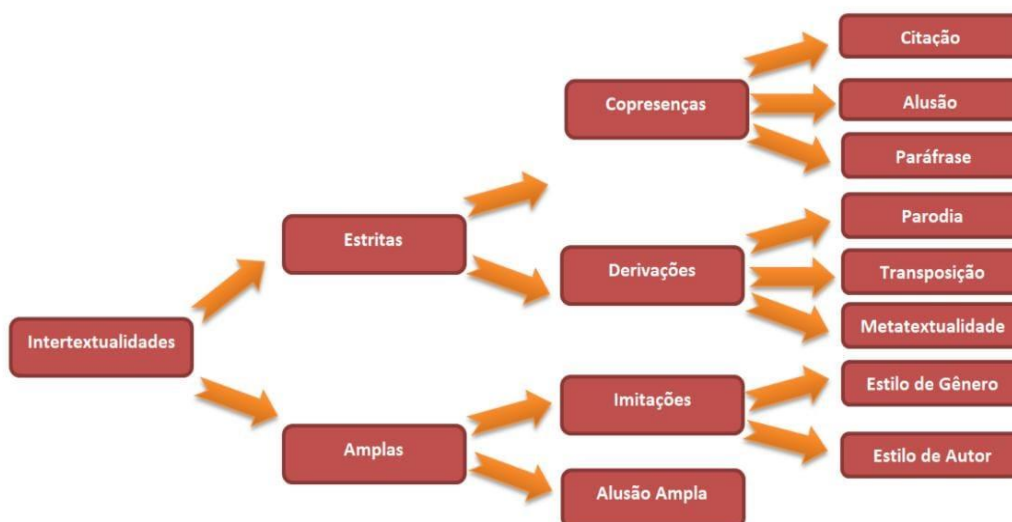 Intertextualidades
Estritas
Copresenças
Citação
Alusão
Paráfrase
Derivações
Parodia
Transposição
Metatextualidade
Amplas
Imitações
Estilo de Gênero
Estilo de Autor
Alusão Ampla